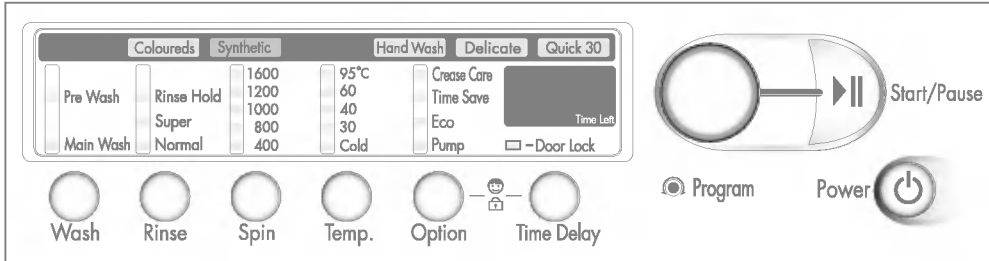 Coloureds Synthetic Hand Wash Delicate Quick 30
Pre Wash
Main Wash
Rinse Hold
Super
Normal
1600
1200
1000
800
400
95°C
60
40
30
Cold
Crease Care
Time Save
Eco
Pump
Time Left
Door Lock
Start/Pause
Program
Power
Wash
Rinse
Spin
Temp.
Option
Time Delay